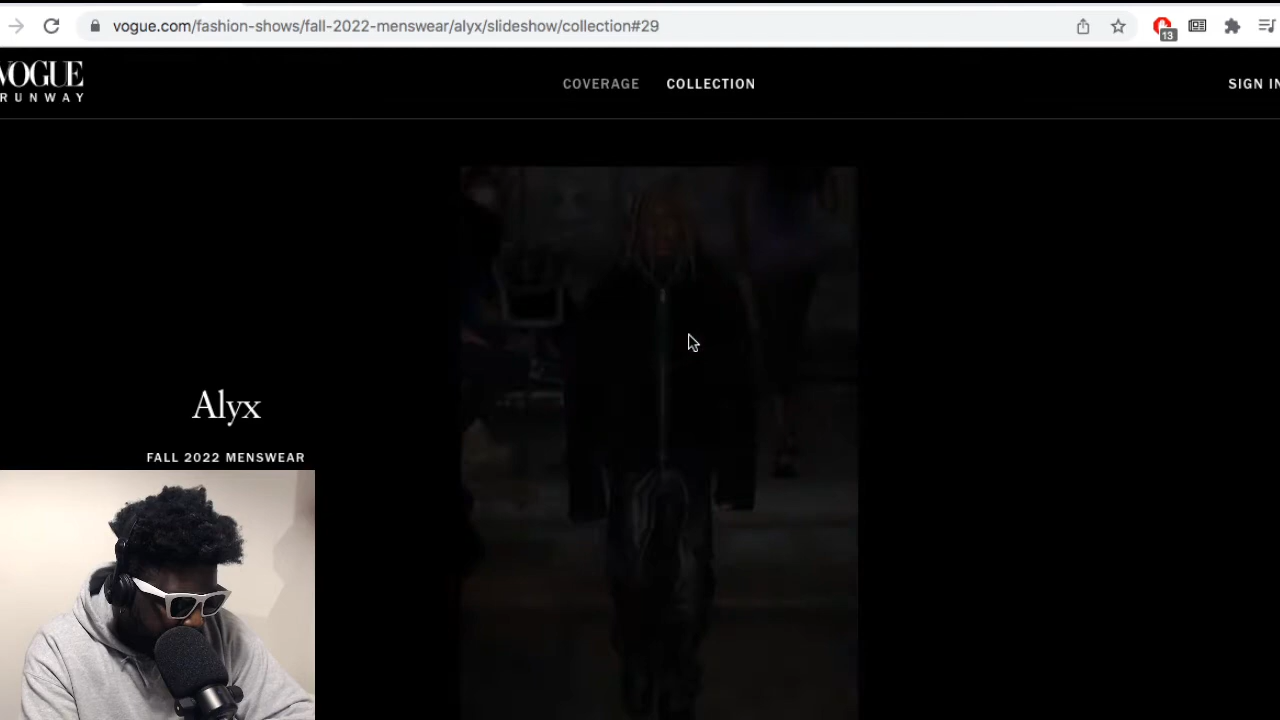 vogue.com/fashion-shows/fall-2022-menswear/alyx/slideshow/collection#29
13
VOGUE
RUNWAY
COVERAGE
COLLECTION
SIGN IN
Alyx
FALL 2022 MENSWEAR